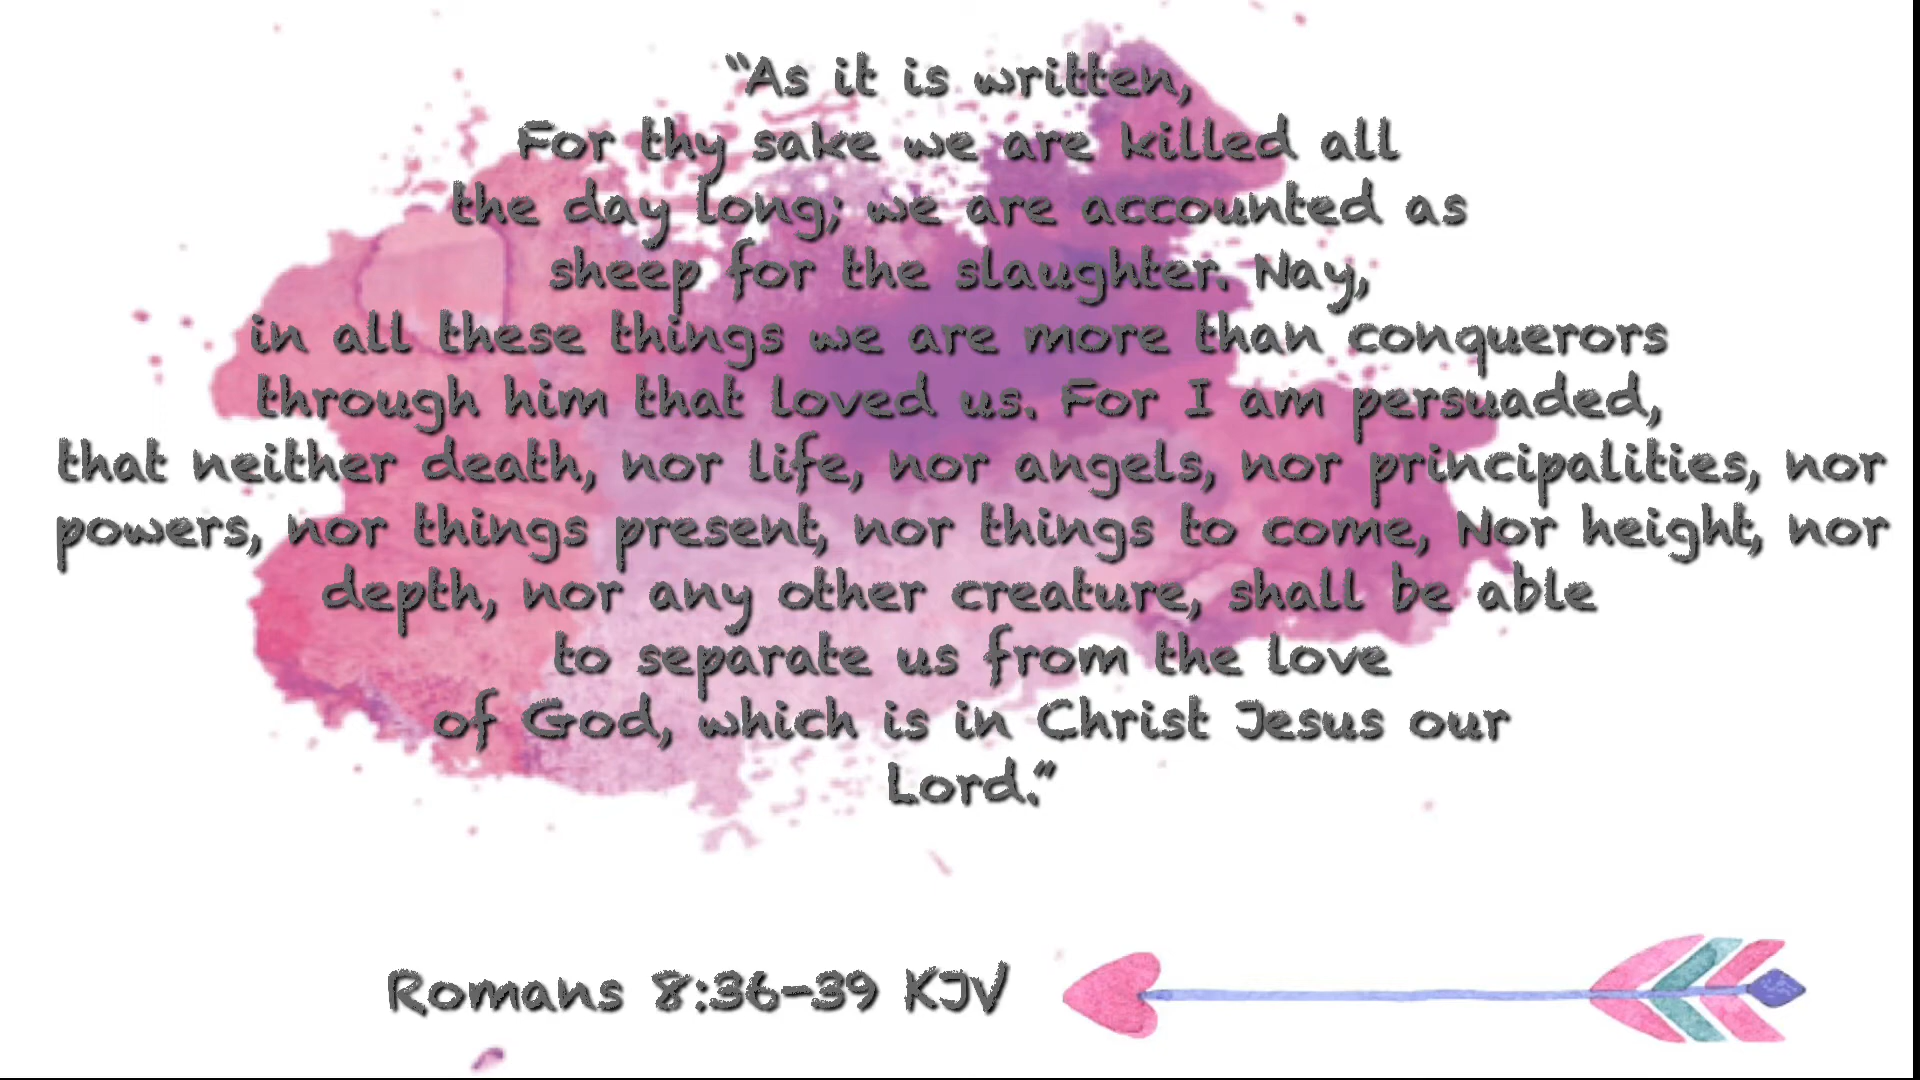 “As it is written,
For thy sake we are killed all
the day long; we are accounted as
sheep for the slaughter. Nay,
in all these things we are more than conquerors
through him that loved us. For I am persuaded,
that neither death, nor life, nor angels, nor principalities, nor
powers, nor things present, nor things to come, Nor height, nor
depth, nor any other creature, shall be able
to separate us from the love
of God, which is in Christ Jesus our
Lord.”
Romans 8:36-39 KJV